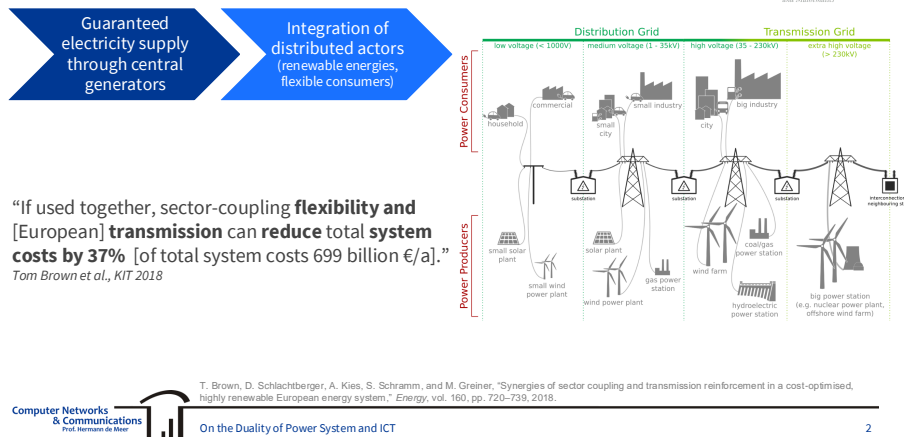 and Mathematics
Guaranteed
electricity supply
through central
generators
Integration of
distributed actors
(renewable energies,
flexible consumers)
Distribution Grid
Transmission Grid
low voltage (< 1000V)
medium voltage (1 - 35kV)
high voltage (35 - 230kV)
extra high voltage
(> 230kV)
Power Consumers
household
commercial
small
city
small industry
city
big industry
substation
substation
substation
interconnection
neighbouring st
Power Producers
small solar
plant
small wind
power plant
solar plant
wind power plant
gas power
station
wind farm
coal/gas
power station
hydroelectric
power station
big power station
(e.g. nuclear power plant,
offshore wind farm)
“If used together, sector-coupling flexibility and
[European] transmission can reduce total system
costs by 37% [of total system costs 699 billion €/a].”
Tom Brown et al., KIT 2018
T. Brown, D. Schlachtberger, A. Kies, S. Schramm, and M. Greiner, “Synergies of sector coupling and transmission reinforcement in a cost-optimised,
highly renewable European energy system,” Energy, vol. 160, pp. 720–739, 2018.
Computer Networks
& Communications
Prof. Hermann de Meer
On the Duality of Power System and ICT
2